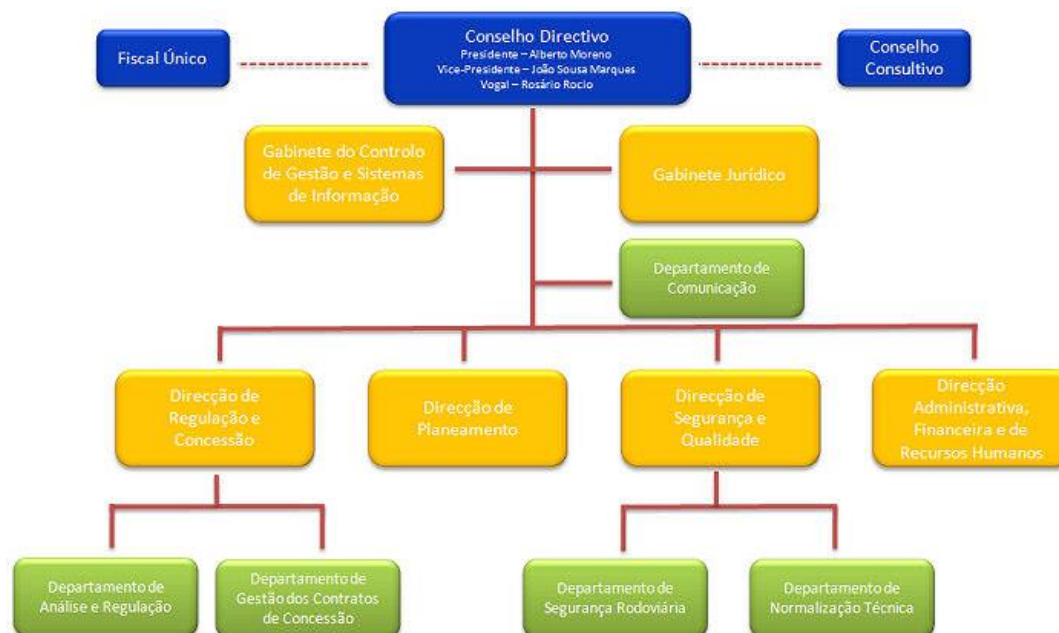 Fiscal Único
Conselho Directivo
Presidente – Alberto Moreno
Vice-Presidente – João Sousa Marques
Vogal – Rosário Rocio
Conselho
Consultivo
Gabinete do Controlo
de Gestão e Sistemas
de Informação
Gabinete Jurídico
Departamento de
Comunicação
Direcção de
Regulação e
Concessão
Direcção de
Planeamento
Direcção de
Segurança e
Qualidade
Direcção
Administrativa,
Financeira e de
Recursos Humanos
Departamento de
Análise e Regulação
Departamento de
Gestão dos Contratos
de Concessão
Departamento de
Segurança Rodoviária
Departamento de
Normalização Técnica